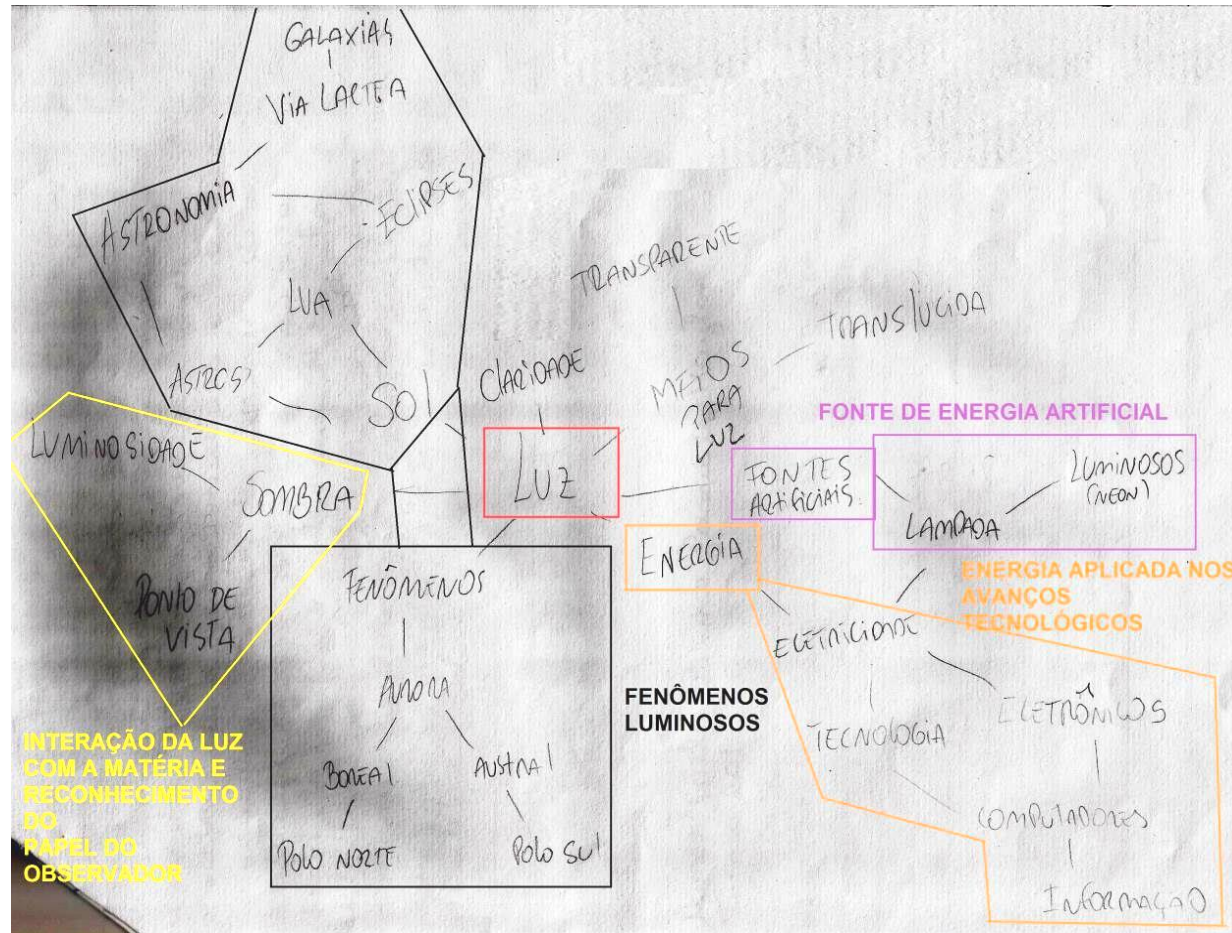 GALAXIAS
VIA LACTEA
ASTRONOMIA
ECLIPSES
LUA
ASTROS
SOL
CLARIDADE
TRANSPARENTE
TRANSLUCIDA
MEIOS
PARA
LUZ
LUZ
FONTE DE ENERGIA ARTIFICIAL
FONTES
ARTIFICIAIS
LUMINOSOS
(NEON)
LAMPADA
LUMINOSIDADE
SOMBRA
PONTO DE
VISTA
INTERAÇÃO DA LUZ
COM A MATÉRIA E
RECONHECIMENTO
DO
PAPEL DO
OBSERVADOR
FENÔMENOS
AURORA
BOREAL
AUSTRAL
POLO NORTE
POLO SUL
FENÔMENOS
LUMINOSOS
ENERGIA
ENERGIA APLICADA NOS
AVANÇOS
TECNOLÓGICOS
ELETRICIDADE
TECNOLOGIA
ELETRÔNICOS
COMPUTADORES
INFORMAÇÃO